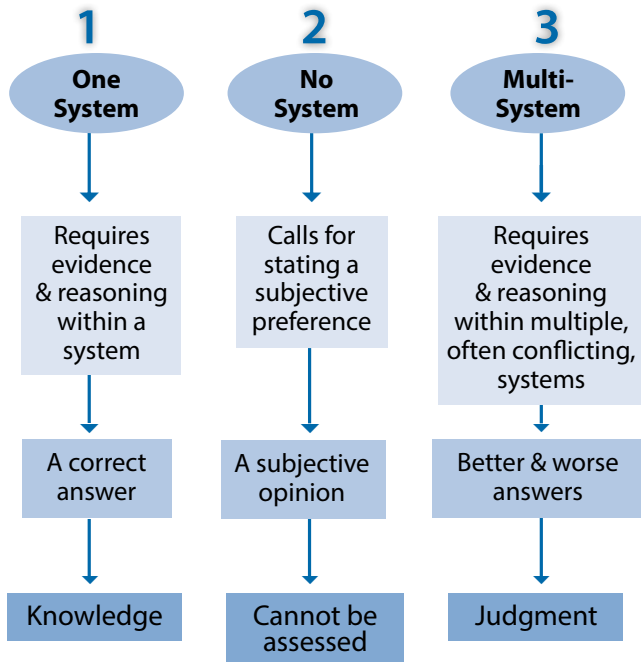 1
One
System
Requires
evidence
& reasoning
within a
system
A correct
answer
Knowledge
2
No
System
Calls for
stating a
subjective
preference
A subjective
opinion
Cannot be
assessed
3
Multi-
System
Requires
evidence
& reasoning
within multiple,
often conflicting,
systems
Better & worse
answers
Judgment